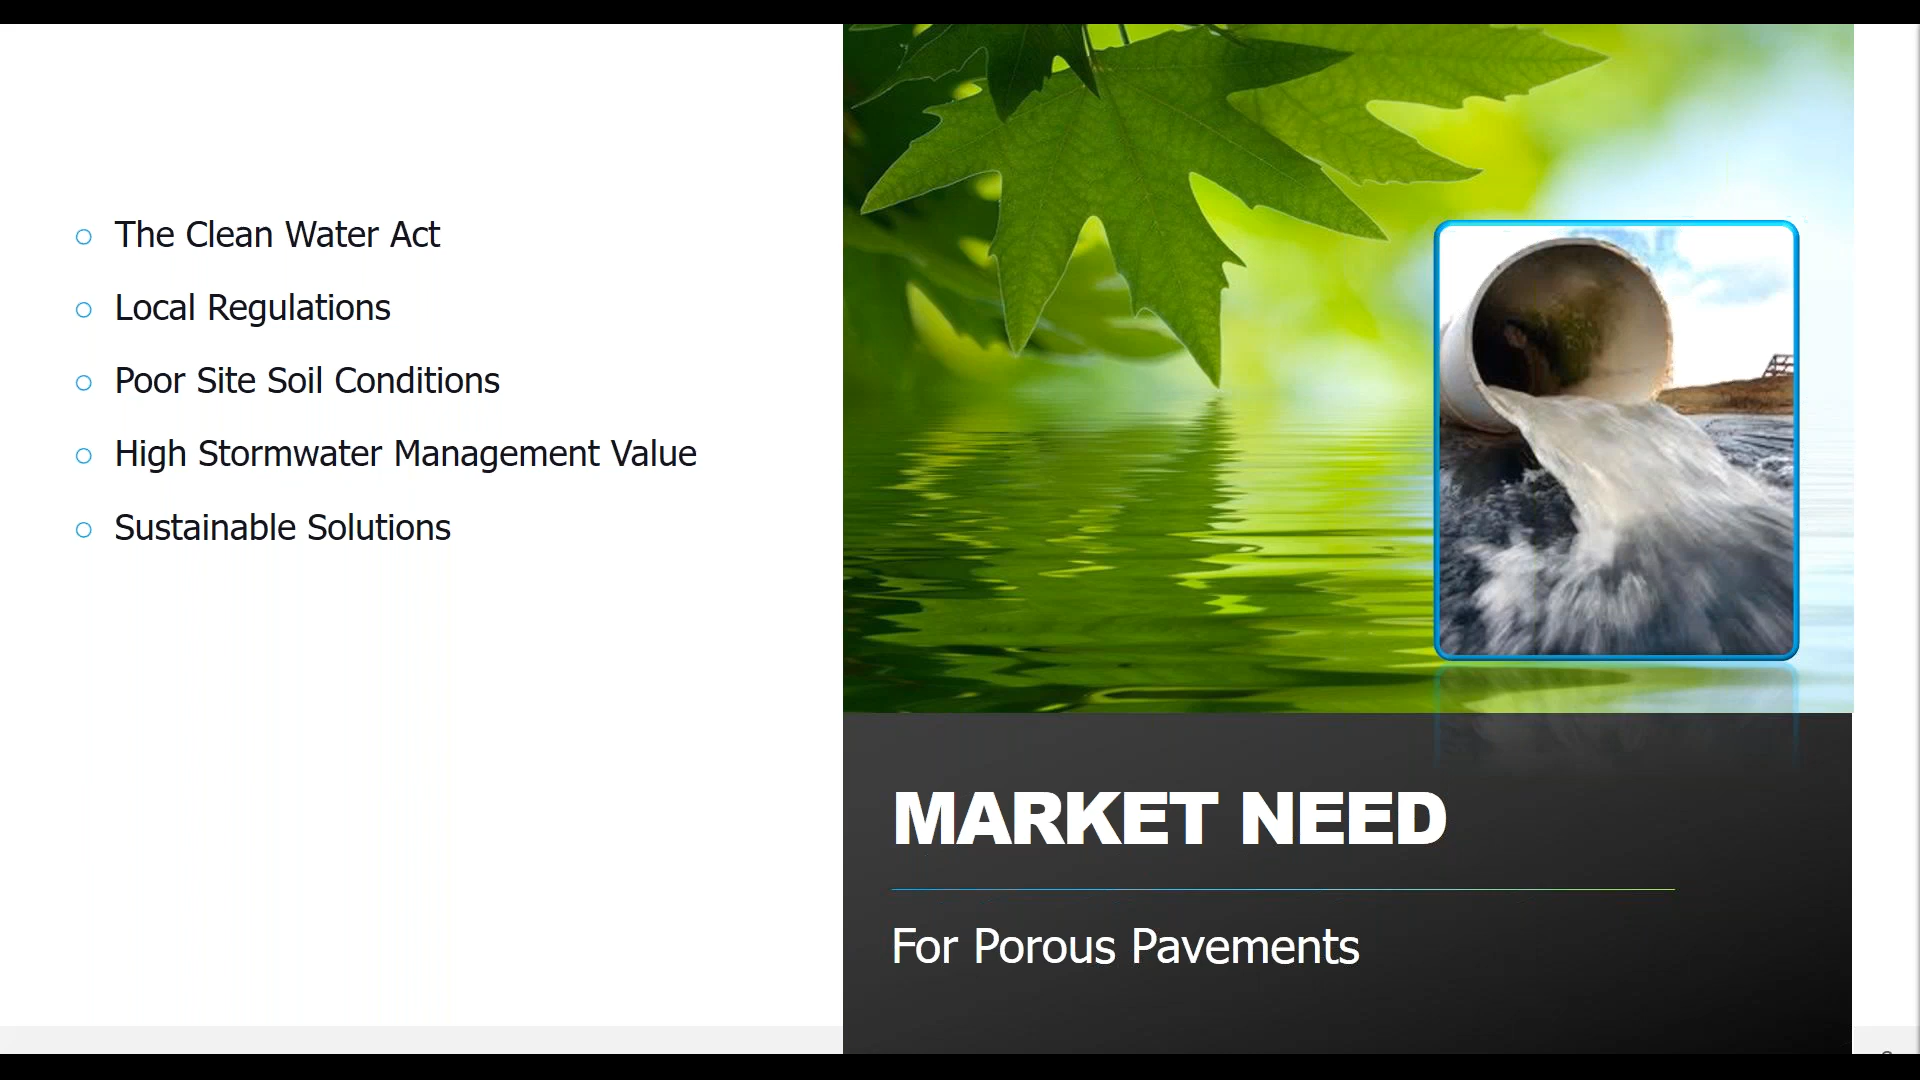 The Clean Water Act
Local Regulations
Poor Site Soil Conditions
High Stormwater Management Value
Sustainable Solutions
MARKET NEED
For Porous Pavements